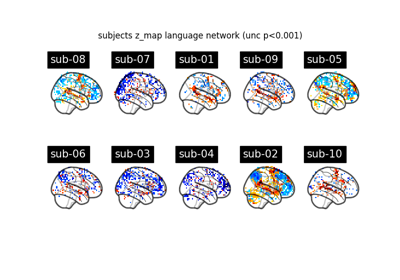 subjects z_map language network (unc p<0.001)
sub-08 sub-07 sub-01 sub-09 sub-05
sub-06 sub-03 sub-04 sub-02 sub-10